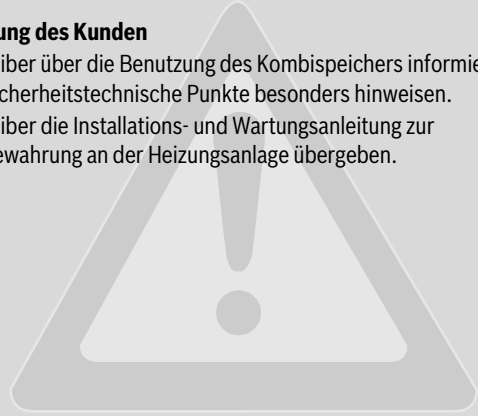 ung des Kunden
iber über die Benutzung des Kombispeichers informie
cherheitstechnische Punkte besonders hinweisen.
iber die Installations- und Wartungsanleitung zur
ewahrung an der Heizungsanlage übergeben.